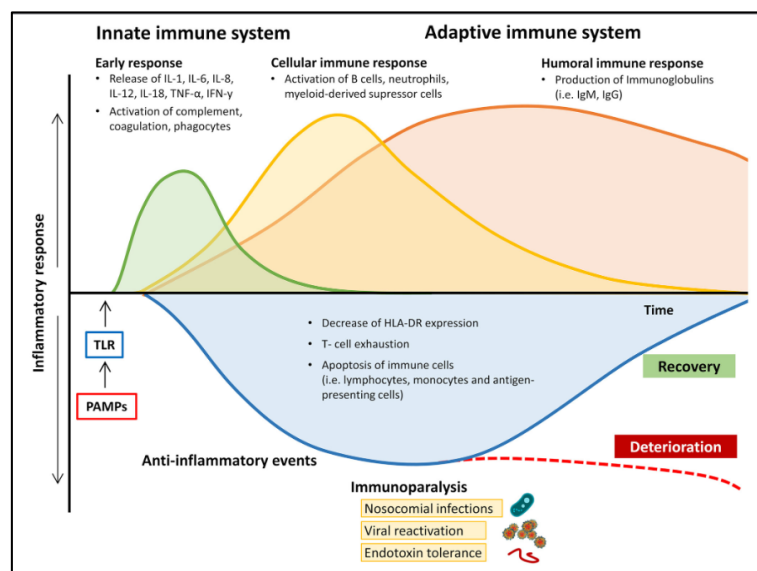 Innate immune system
Adaptive immune system
Early response
• Release of IL-1, IL-6, IL-8,
IL-12, IL-18, TNF-α, IFN-γ
• Activation of complement,
coagulation, phagocytes
Cellular immune response
• Activation of B cells, neutrophils,
myeloid-derived supressor cells
Humoral immune response
• Production of Immunoglobulins
(i.e. IgM, IgG)
Inflammatory response
Time
TLR
PAMPs
• Decrease of HLA-DR expression
• T- cell exhaustion
• Apoptosis of immune cells
(i.e. lymphocytes, monocytes and antigen-
presenting cells)
Recovery
Deterioration
Anti-inflammatory events
Immunoparalysis
Nosocomial infections
Viral reactivation
Endotoxin tolerance